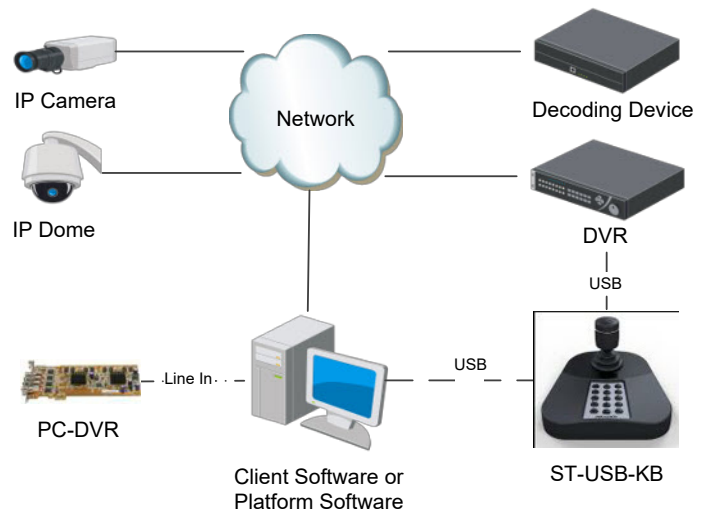 IP Camera
Network
Decoding Device
IP Dome
DVR
USB
Line In
USB
PC-DVR
ST-USB-KB
Client Software or
Platform Software